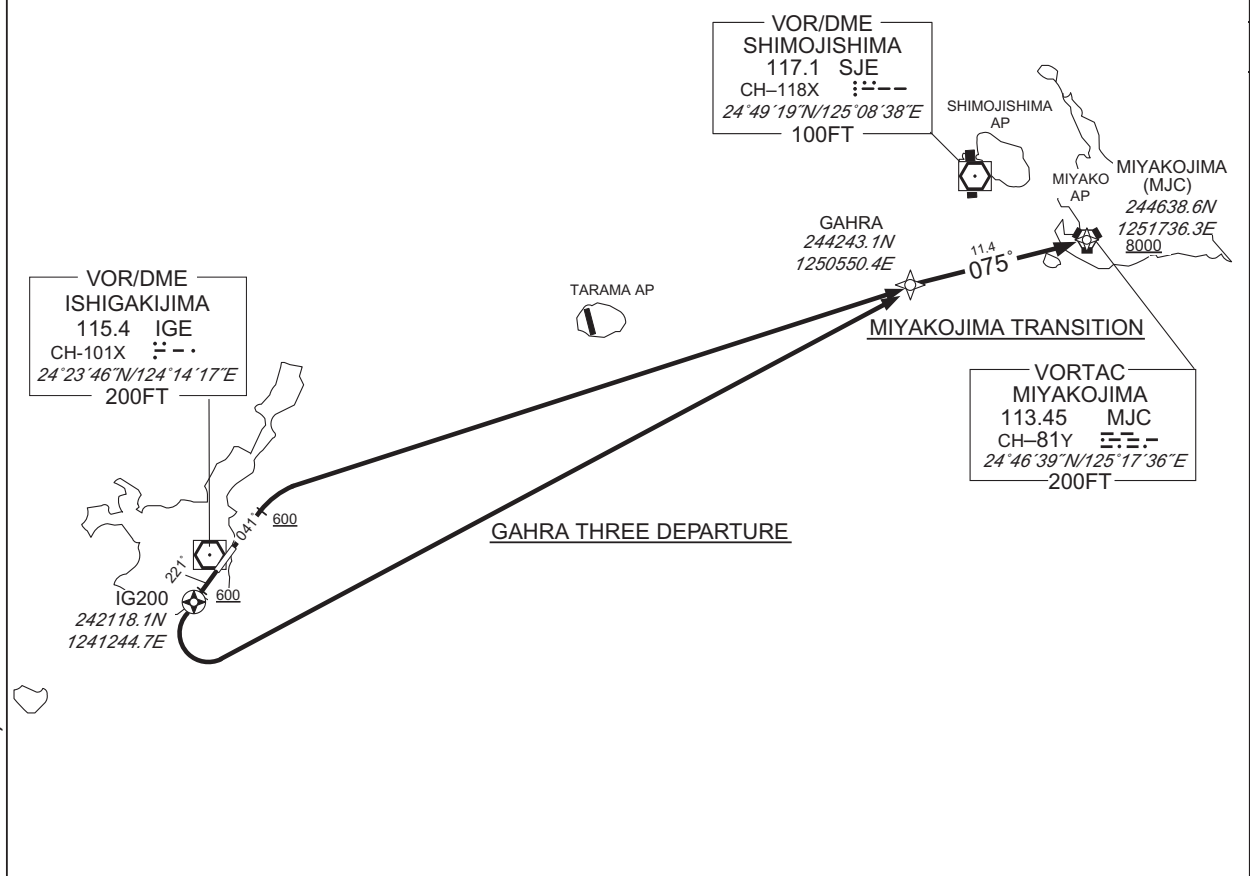 VOR/DME
SHIMOJISHIMA
117.1 SJE
CH–118X
24°49´19˝N/125°08´38˝E
100FT
SHIMOJISHIMA
AP
MIYAKO
AP
MIYAKOJIMA
(MJC)
244638.6N
1251736.3E
8000
GAHRA
244243.1N
1250550.4E
11.4
075°
MIYAKOJIMA TRANSITION
VOR/DME
ISHIGAKIJIMA
115.4 IGE
CH-101X
24°23´46˝N/124°14´17˝E
200FT
TARAMA AP
VORTAC
MIYAKOJIMA
113.45 MJC
CH–81Y
24°46´39˝N/125°17´36˝E
200FT
041°
600
GAHRA THREE DEPARTURE
221°
600
IG200
242118.1N
1241244.7E